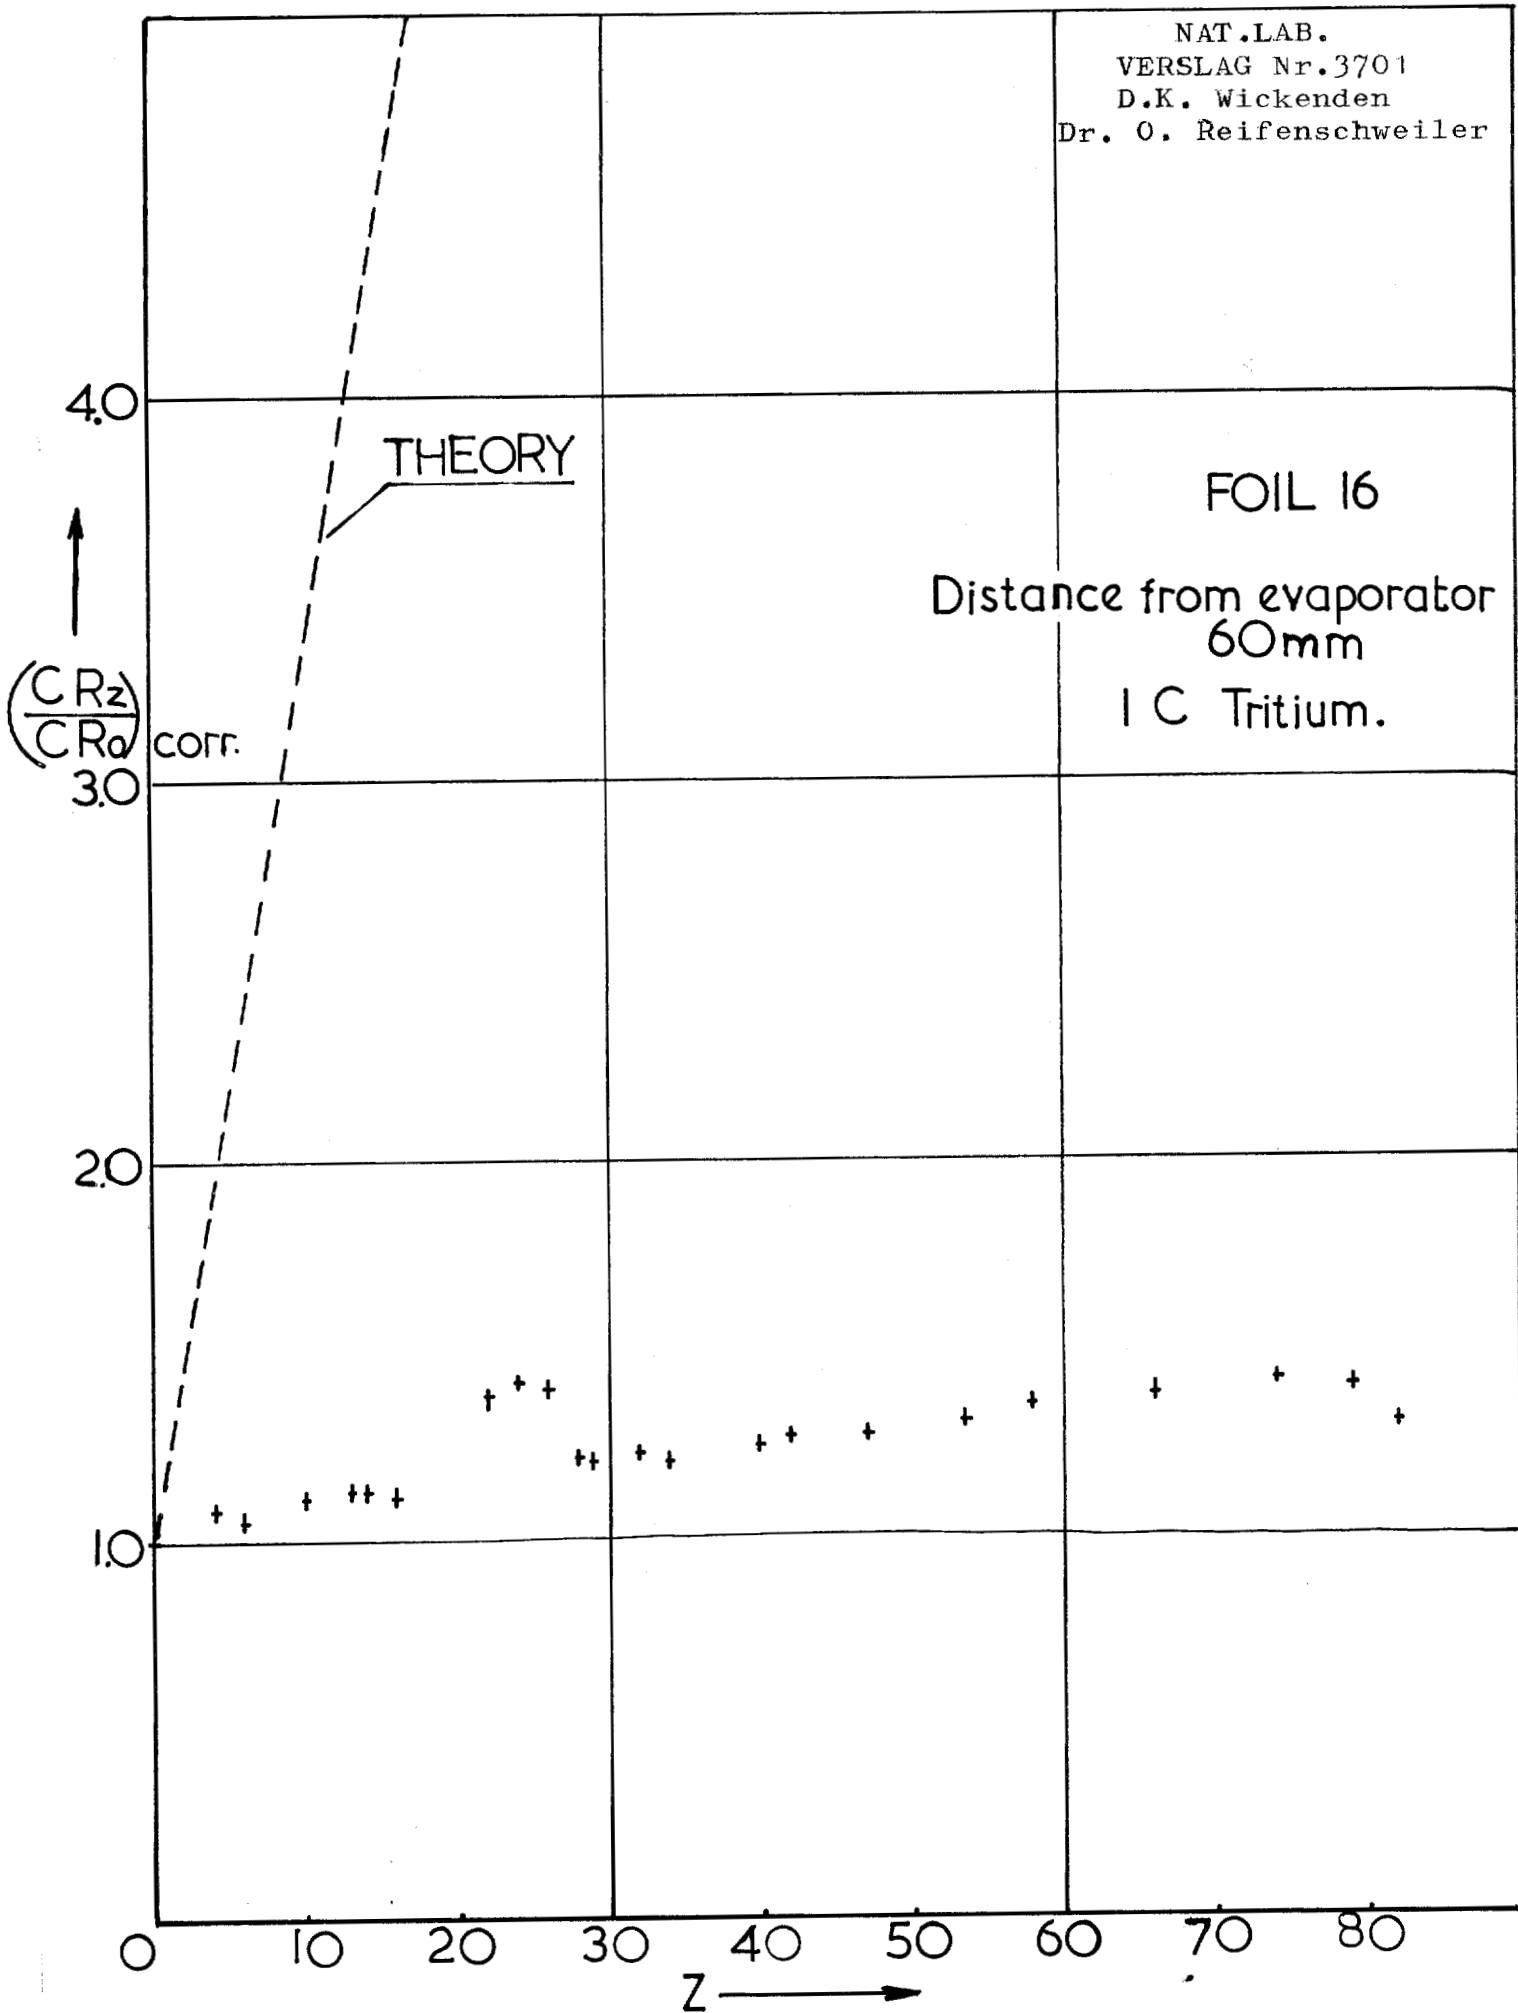 NAT.LAB.
VERSLAG Nr.3701
D.K. Wickenden
Dr. O. Reifenschweiler
4.0
THEORY
FOIL 16
Distance from evaporator
60mm
1 C Tritium.
(CRz
CRo) corr.
3.0
2.0
1.0
0 10 20 30 40 50 60 70 80
Z